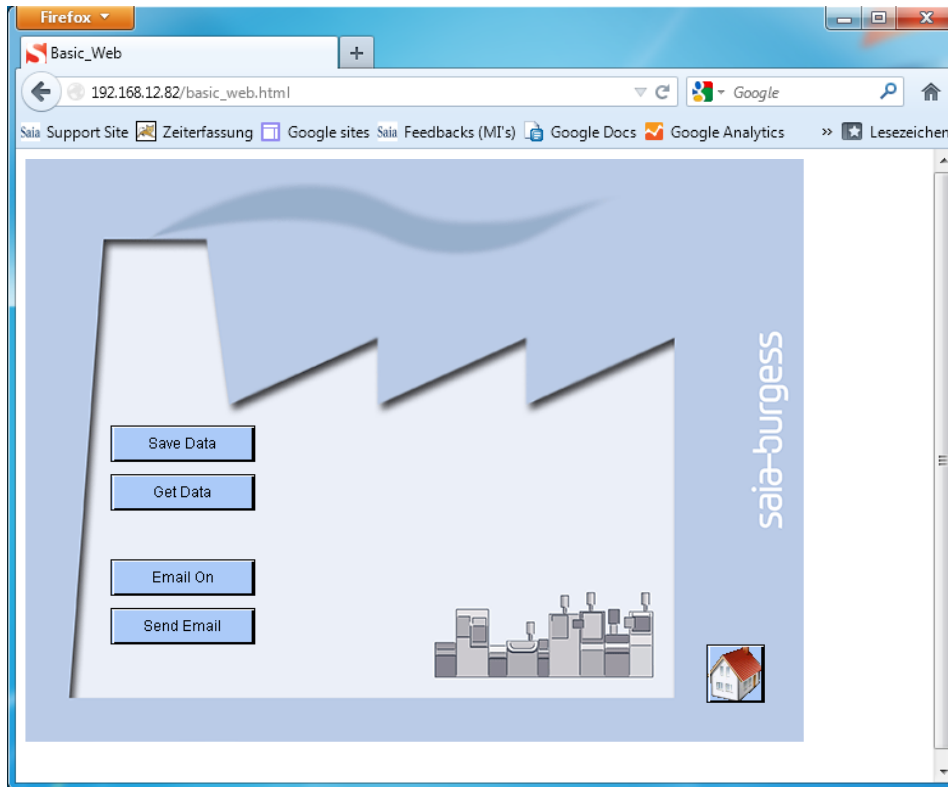 Firefox
Basic_Web
192.168.12.82/basic_web.html
Google
Saia Support Site Zeiterfassung Google sites Saia Feedbacks (MI's) Google Docs Google Analytics » Lesezeichen
saia-burgess
Save Data
Get Data
Email On
Send Email